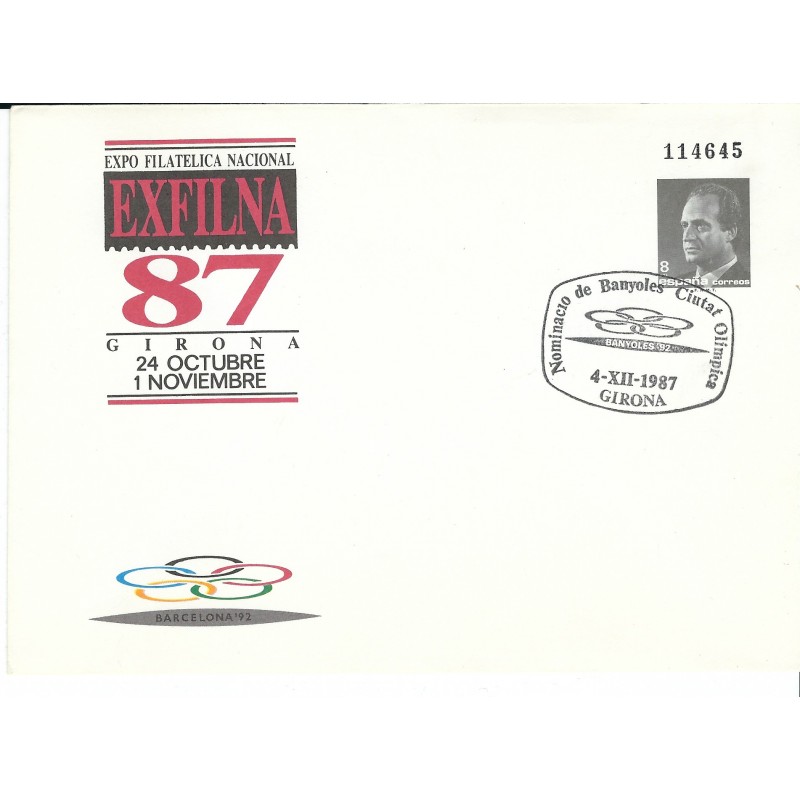 EXPO FILATELICA NACIONAL
EXFILNA
87
GIRONA
24 OCTUBRE
1 NOVIEMBRE
114645
8
españa correos
Nominacio de Banyoles Ciutat Olimpica
BANYOLES '92
4-XII-1987
GIRONA
BARCELONA'92